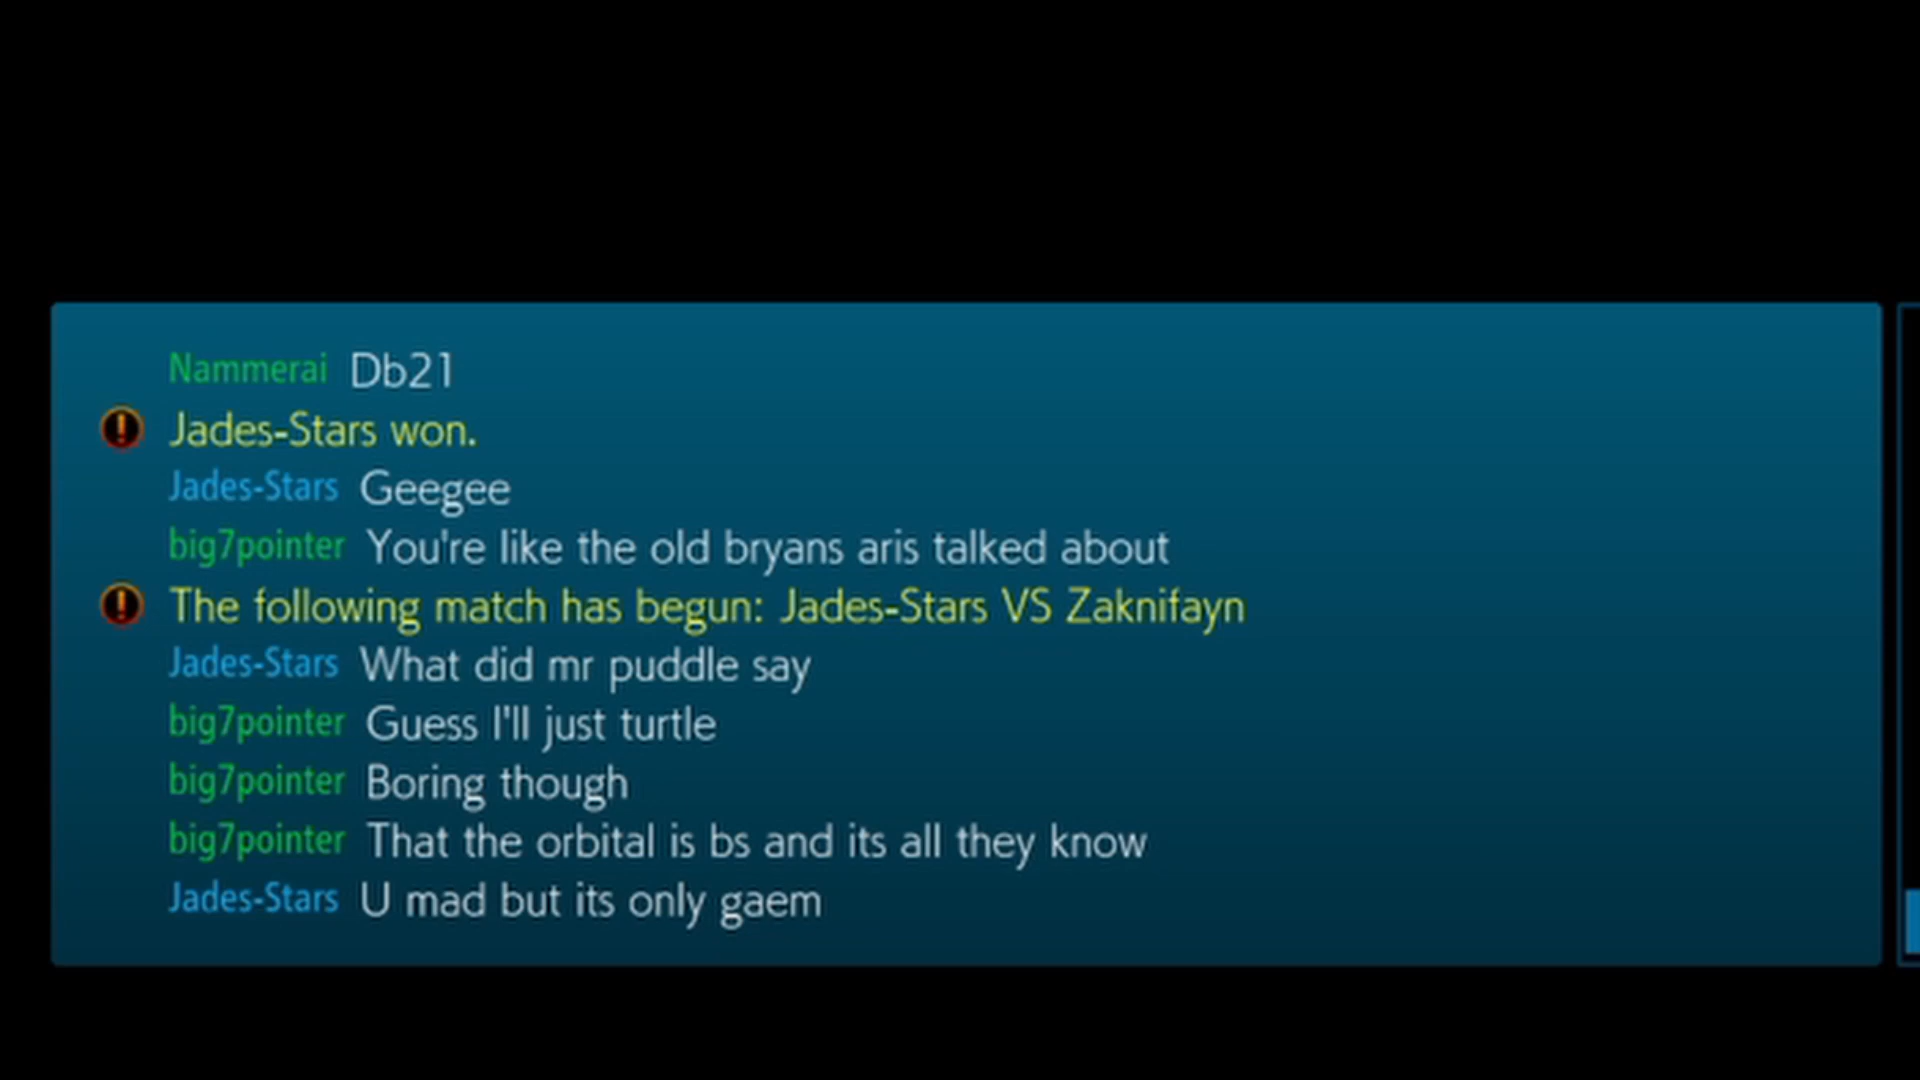 Nammerai Db21
Jades-Stars won.
Jades-Stars Geegee
big7pointer You're like the old bryans aris talked about
The following match has begun: Jades-Stars VS Zaknifayn
Jades-Stars What did mr puddle say
big7pointer Guess I'll just turtle
big7pointer Boring though
big7pointer That the orbital is bs and its all they know
Jades-Stars U mad but its only gaem